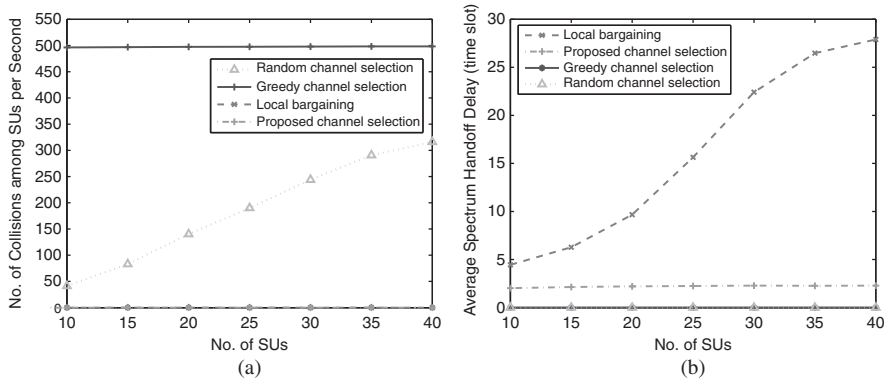 550
500
450
400
350
300
250
200
150
100
50
0
No. of Collisions among SUs per Second
Random channel selection
Greedy channel selection
Local bargaining
Proposed channel selection
10 15 20 25 30 35 40
No. of SUs
(a)
30
25
20
15
10
5
0
Average Spectrum Handoff Delay (time slot)
Local bargaining
Proposed channel selection
Greedy channel selection
Random channel selection
10 15 20 25 30 35 40
No. of SUs
(b)